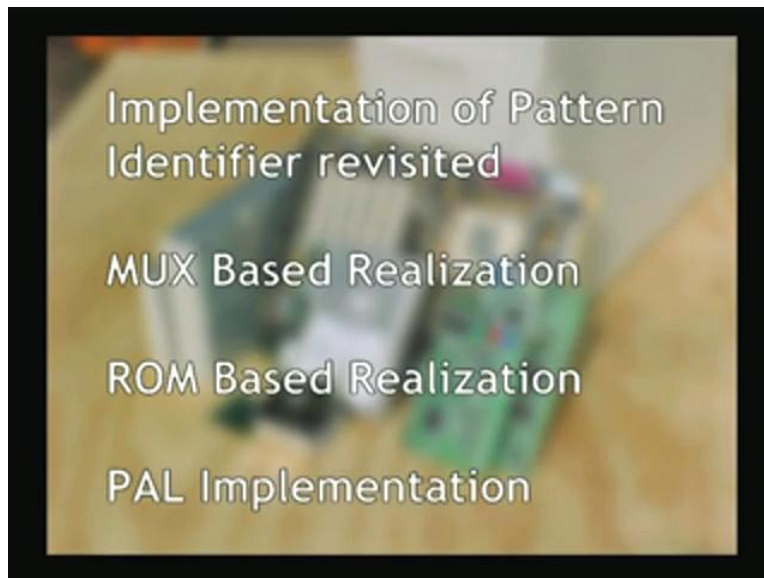 Implementation of Pattern
Identifier revisited
MUX Based Realization
ROM Based Realization
PAL Implementation